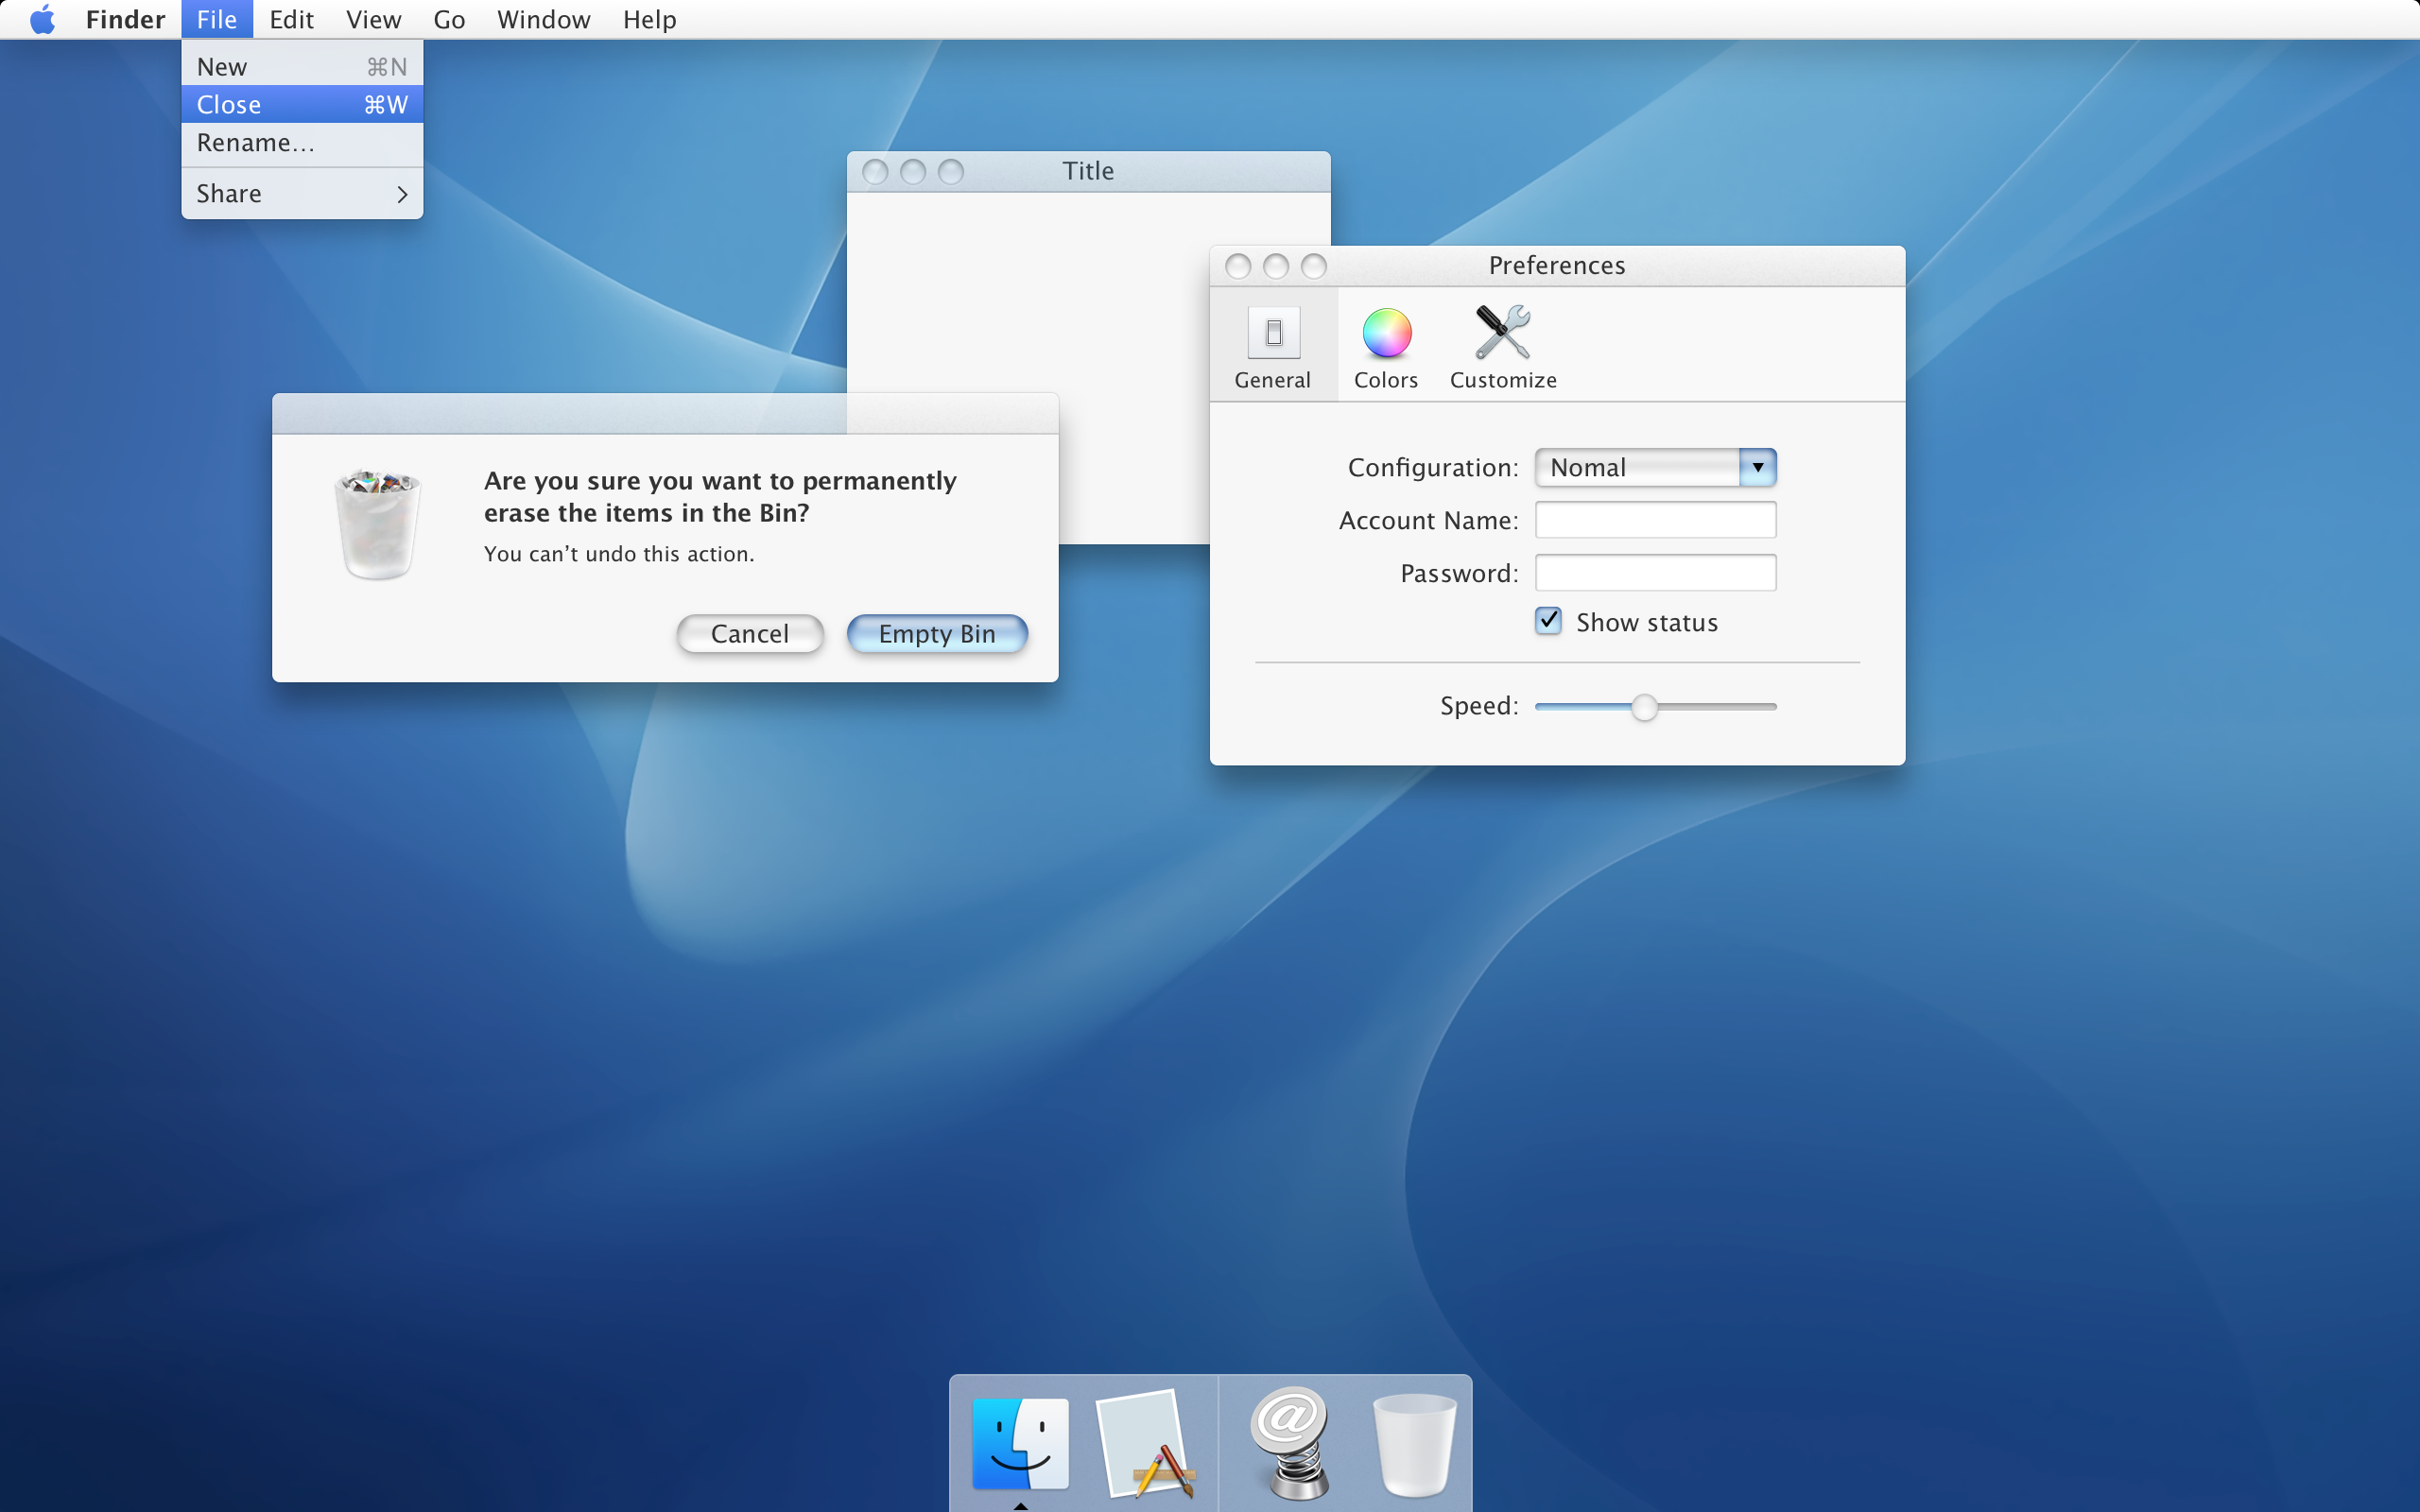 Finder File Edit View Go Window Help
New ⌘N
Close ⌘W
Rename…
Share
Title
Preferences
General Colors Customize
Configuration: Nomal
Account Name:
Password:
Show status
Speed:
Are you sure you want to permanently
erase the items in the Bin?
You can’t undo this action.
Cancel Empty Bin
@